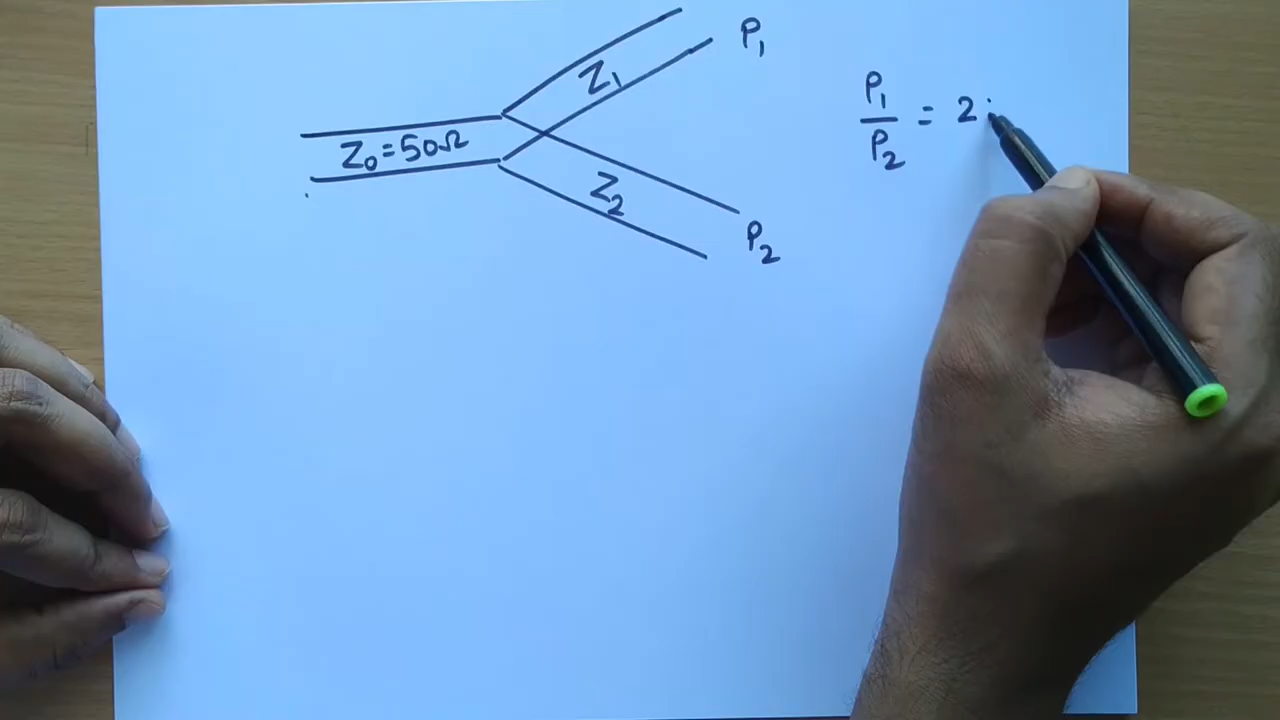 P₁
Z₁
Z₀ = 50Ω
Z₂
P₂
P₁/P₂ = 2: